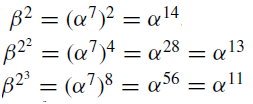 β² = (α⁷)² = α¹⁴
β^{2²} = (α⁷)⁴ = α²⁸ = α¹³
β^{2³} = (α⁷)⁸ = α⁵⁶ = α¹¹